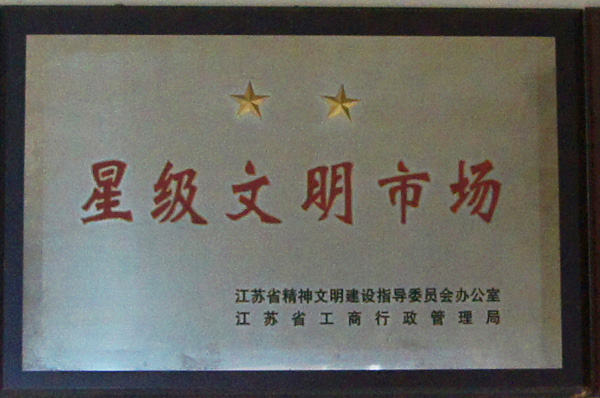 星级文明市场
江苏省精神文明建设指导委员会办公室
江苏省工商行政管理局